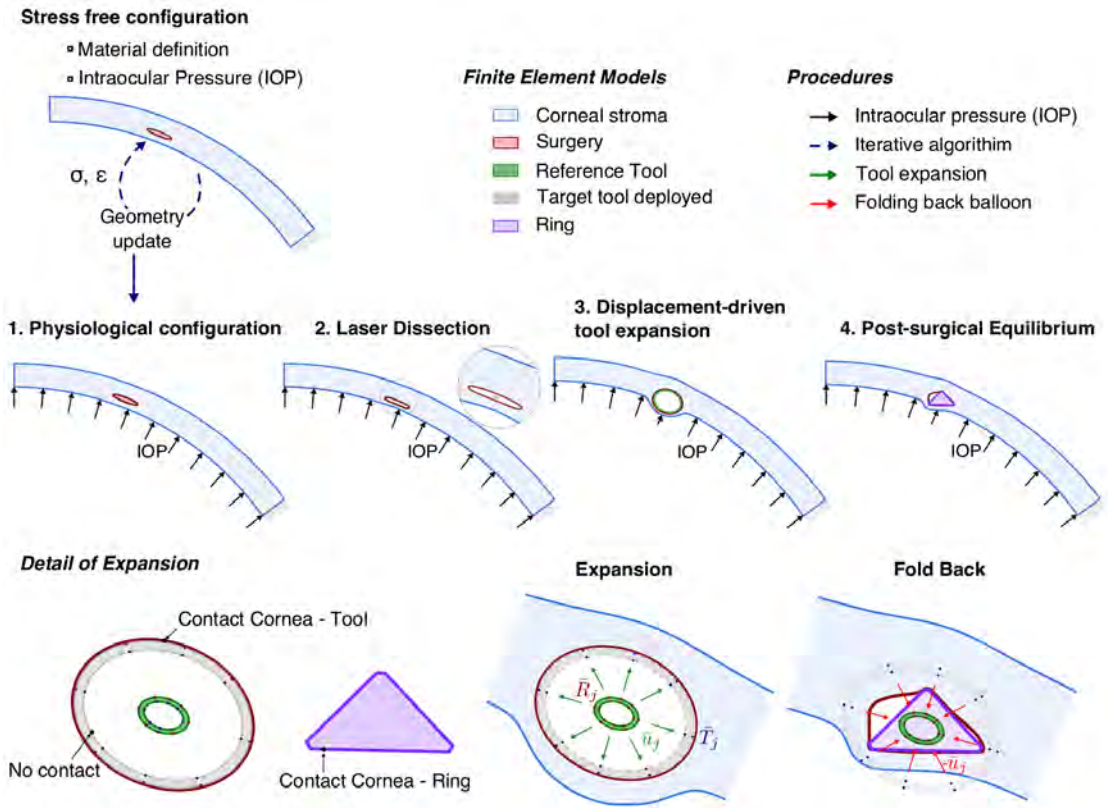 Stress free configuration
Material definition
Intraocular Pressure (IOP)
σ, ε
Geometry
update
Finite Element Models
Corneal stroma
Surgery
Reference Tool
Target tool deployed
Ring
Procedures
Intraocular pressure (IOP)
Iterative algorithim
Tool expansion
Folding back balloon
1. Physiological configuration
2. Laser Dissection
3. Displacement-driven
tool expansion
4. Post-surgical Equilibrium
IOP
IOP
IOP
IOP
Detail of Expansion
Contact Cornea - Tool
No contact
Contact Cornea - Ring
Expansion
R̄j
ūj
T̄j
Fold Back
-ūj